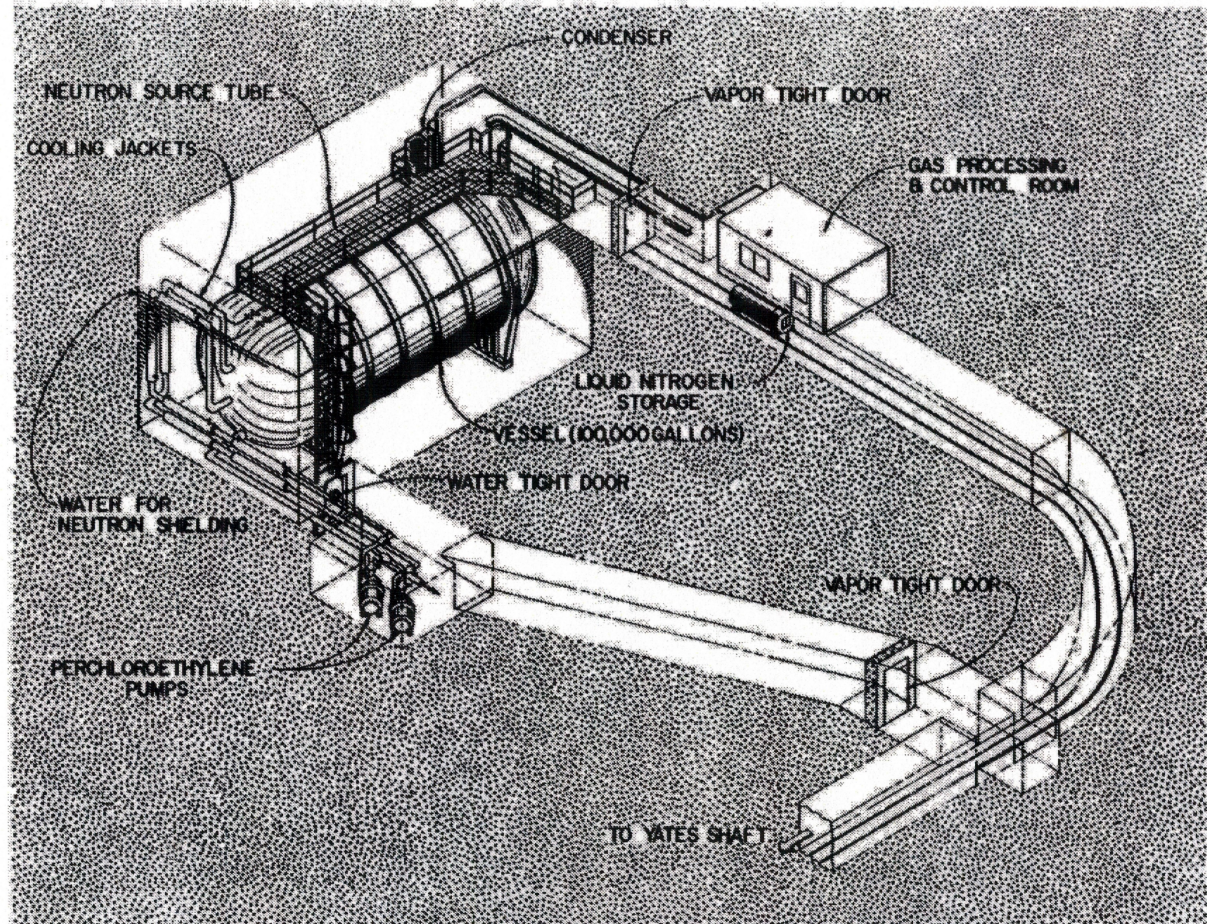 CONDENSER
NEUTRON SOURCE TUBE
VAPOR TIGHT DOOR
COOLING JACKETS
GAS PROCESSING
& CONTROL ROOM
LIQUID NITROGEN
STORAGE
VESSEL (100,000 GALLONS)
WATER TIGHT DOOR
WATER FOR
NEUTRON SHIELDING
VAPOR TIGHT DOOR
PERCHLOROETHYLENE
PUMPS
TO YATES SHAFT